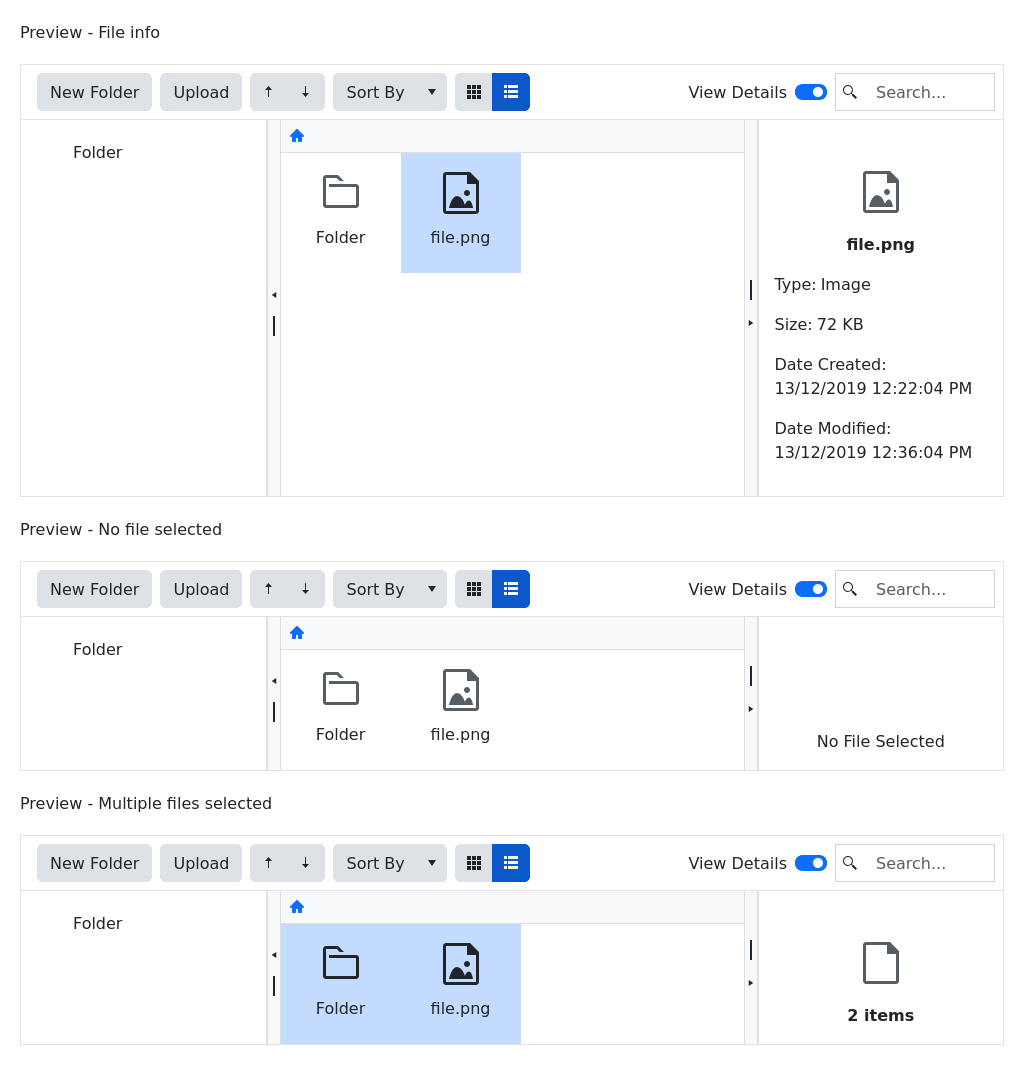 Preview - File info
New Folder Upload Sort By View Details Search...
Folder
Folder file.png
file.png
Type: Image
Size: 72 KB
Date Created:
13/12/2019 12:22:04 PM
Date Modified:
13/12/2019 12:36:04 PM
Preview - No file selected
New Folder Upload Sort By View Details Search...
Folder
Folder file.png
No File Selected
Preview - Multiple files selected
New Folder Upload Sort By View Details Search...
Folder
Folder file.png
2 items